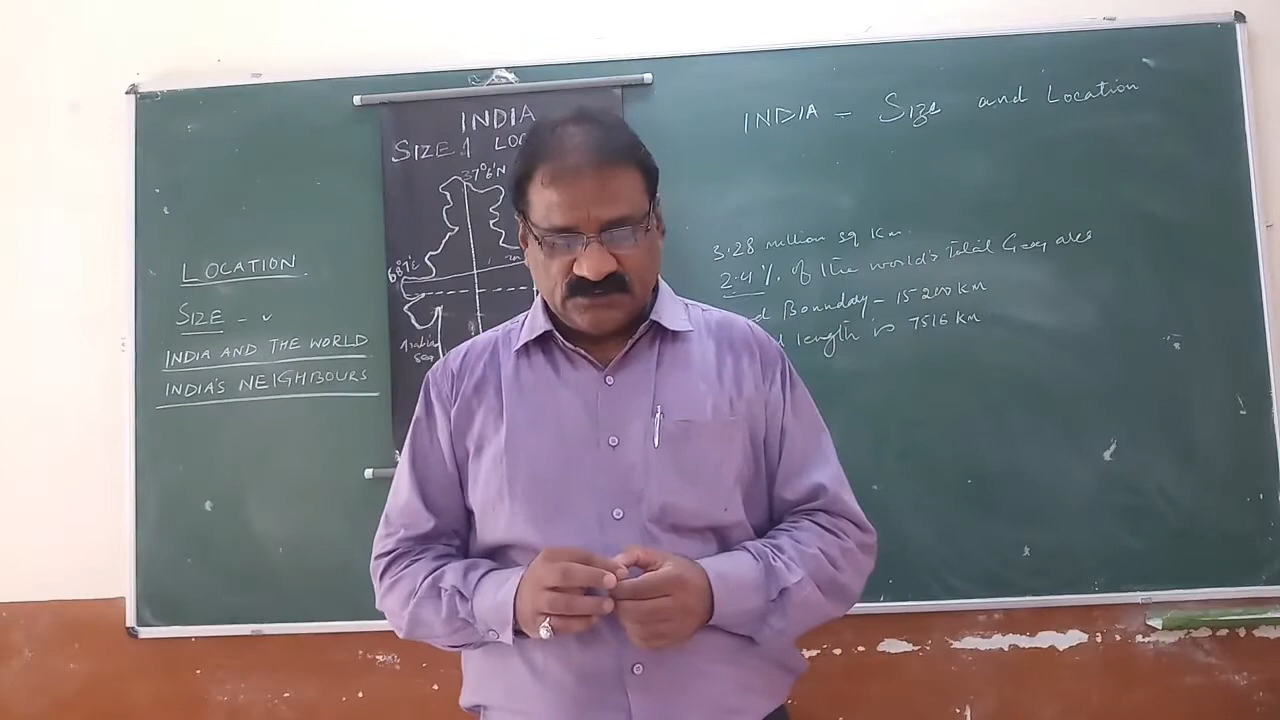 LOCATION
SIZE -
INDIA AND THE WORLD
INDIA'S NEIGHBOURS
INDIA
SIZE
37°6'N
68°7'E
Arabian
Sea
INDIA - Size and Location
3.28 million sq Km.
2.4% of the world's total Geog area
Boundary - 15200 km
length is 7516 km